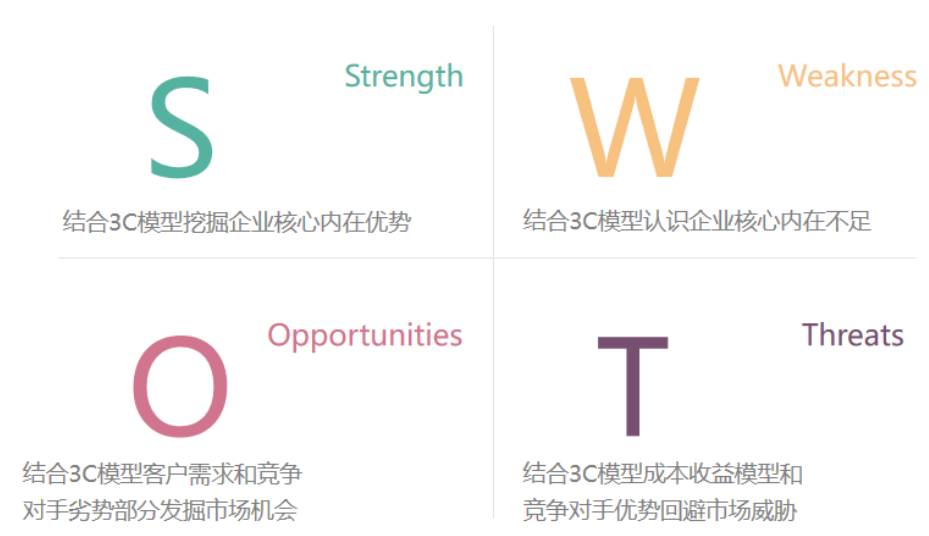 S
Strength
结合3C模型挖掘企业核心内在优势
W
Weakness
结合3C模型认识企业核心内在不足
O
Opportunities
结合3C模型客户需求和竞争
对手劣势部分发掘市场机会
T
Threats
结合3C模型成本收益模型和
竞争对手优势回避市场威胁